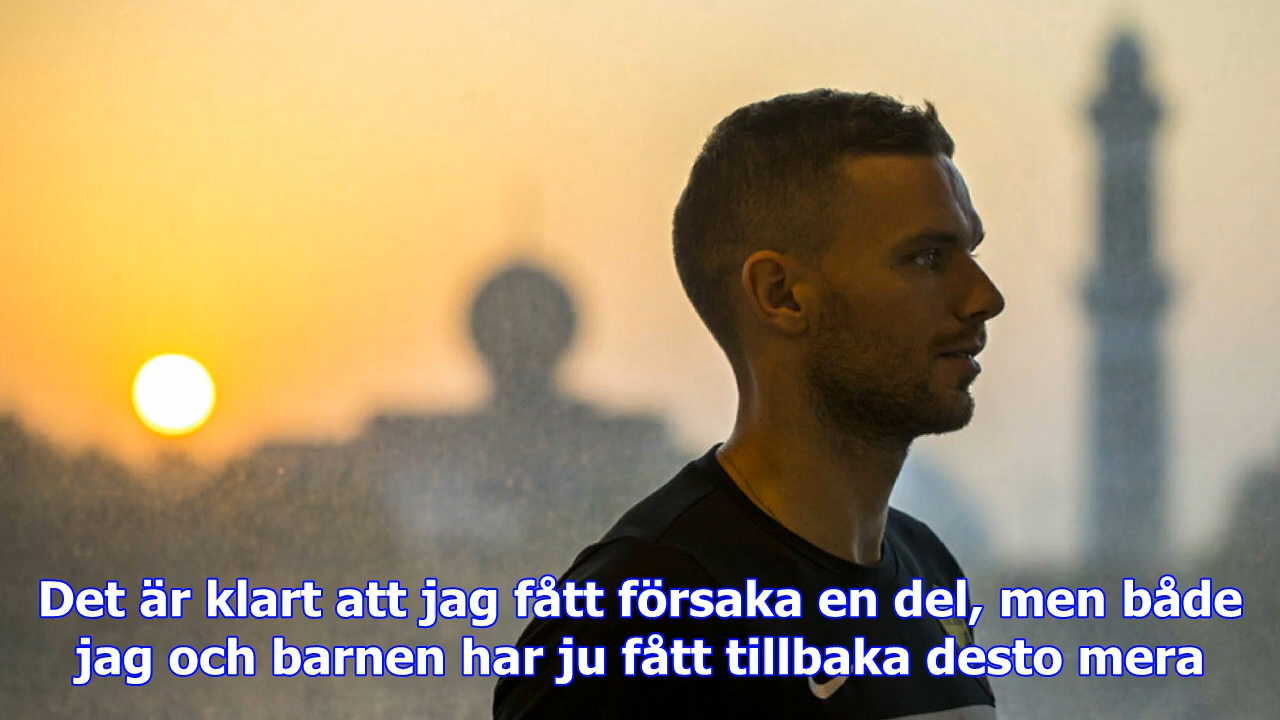 Det är klart att jag fått försaka en del, men både
jag och barnen har ju fått tillbaka desto mera